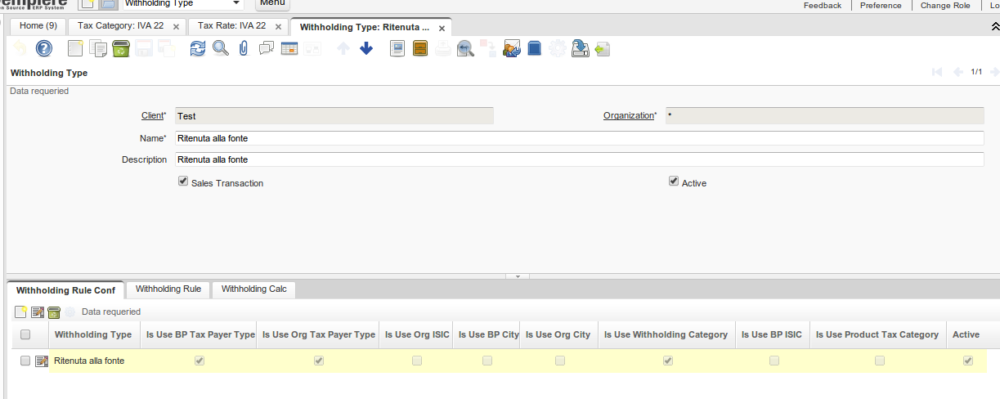 Withholding Type
Menu
Feedback
Preference
Change Role
Lo
en Source ERP System
Home (9)
Tax Category: IVA 22
Tax Rate: IVA 22
Withholding Type: Ritenuta ...
Withholding Type
1/1
Data requeried
Client*
Test
Organization*
*
Name*
Ritenuta alla fonte
Description
Ritenuta alla fonte
Sales Transaction
Active
Withholding Rule Conf
Withholding Rule
Withholding Calc
Data requeried
Withholding Type
Is Use BP Tax Payer Type
Is Use Org Tax Payer Type
Is Use Org ISIC
Is Use BP City
Is Use Org City
Is Use Withholding Category
Is Use BP ISIC
Is Use Product Tax Category
Active
Ritenuta alla fonte